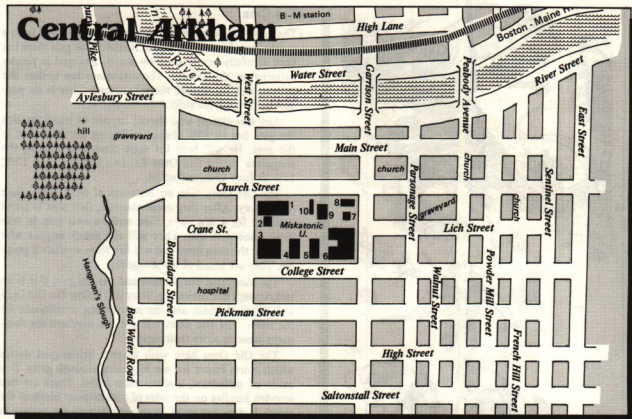 Central Arkham
B - M station
High Lane
Boston - Maine
Pike
River
Water Street
River Street
Aylesbury Street
West Street
Garrison Street
Peabody Avenue
East Street
+
hill
graveyard
Main Street
church
church
church
Church Street
Parsonage Street
Sentinel Street
1
10
8
2
9
7
Miskatonic
U.
graveyard
church
Crane St.
Lich Street
3
4
5
6
College Street
Hangman's Slough
Boundary Street
hospital
Walnut Street
Powder Mill Street
Pickman Street
Bad Water Road
High Street
French Hill Street
Saltonstall Street